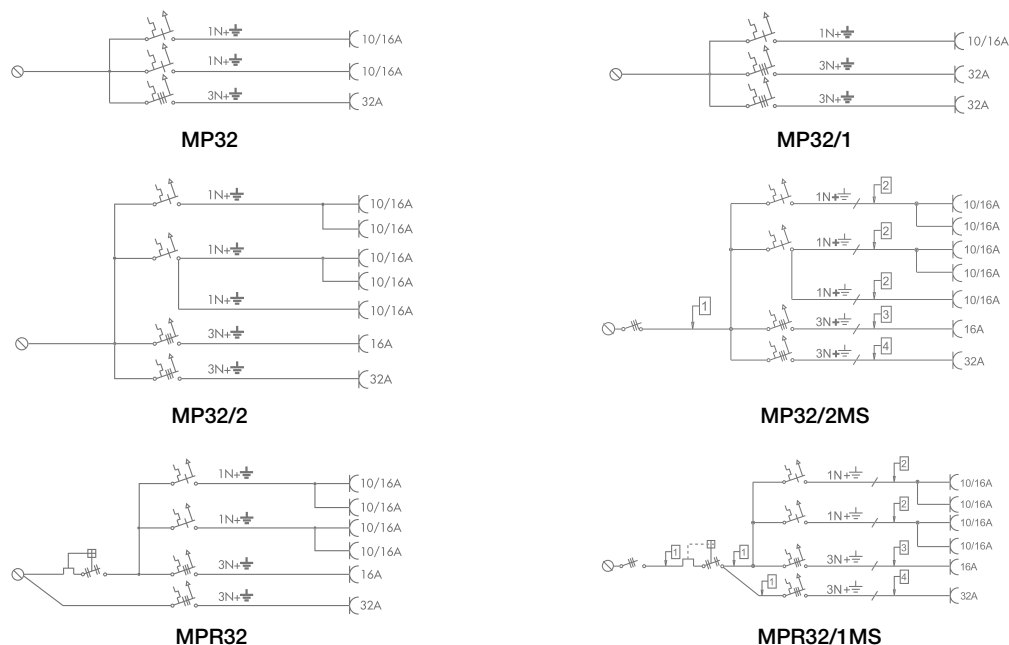 1N+ 10/16A
1N+ 10/16A
3N+ 32A
MP32
1N+ 10/16A
3N+ 32A
3N+ 32A
MP32/1
1N+ 10/16A
10/16A
1N+ 10/16A
10/16A
1N+ 10/16A
3N+ 16A
3N+ 32A
MP32/2
1N+ 2 10/16A
10/16A
1N+ 2 10/16A
10/16A
1N+ 2 10/16A
1 3N+ 3 16A
3N+ 4 32A
MP32/2MS
1N+ 10/16A
10/16A
1N+ 10/16A
10/16A
3N+ 16A
3N+ 32A
MPR32
1N+ 2 10/16A
10/16A
1N+ 2 10/16A
10/16A
1 1 3N+ 3 16A
1 3N+ 4 32A
MPR32/1MS